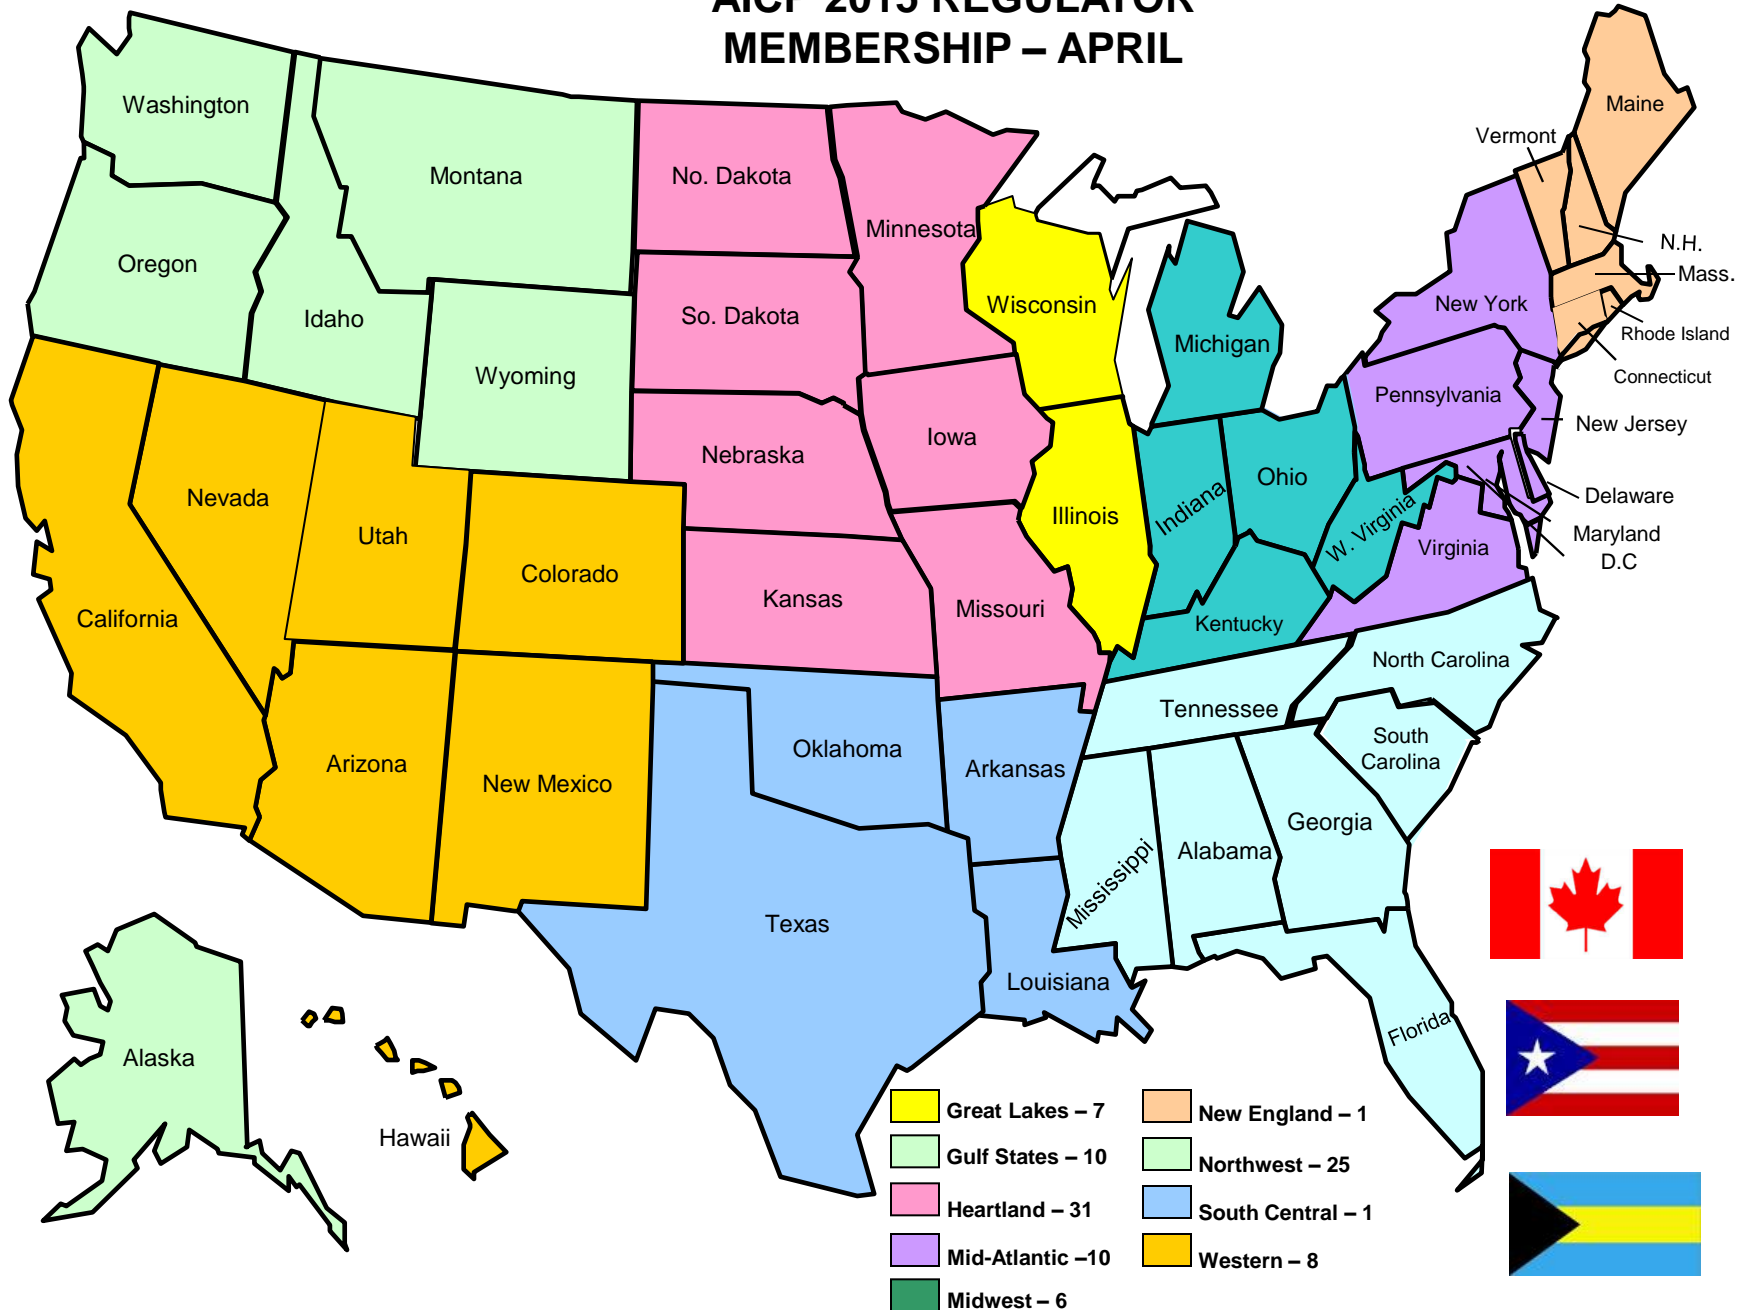 AICP 2015 REGULATOR
MEMBERSHIP – APRIL
Washington
Maine
Vermont
Montana
No. Dakota
Minnesota
N.H.
Oregon
Mass.
Idaho
So. Dakota
Wisconsin
New York
Rhode Island
Michigan
Wyoming
Connecticut
Pennsylvania
New Jersey
Iowa
Nebraska
Ohio
Nevada
Delaware
Indiana
Illinois
W. Virginia
Utah
Maryland
Virginia
D.C
Colorado
Kansas
Missouri
California
Kentucky
North Carolina
Tennessee
South
Carolina
Oklahoma
Arizona
Arkansas
New Mexico
Georgia
Alabama
Mississippi
Texas
Louisiana
Florida
Alaska
Hawaii
Great Lakes – 7
Gulf States – 10
Heartland – 31
Mid-Atlantic –10
Midwest – 6
New England – 1
Northwest – 25
South Central – 1
Western – 8